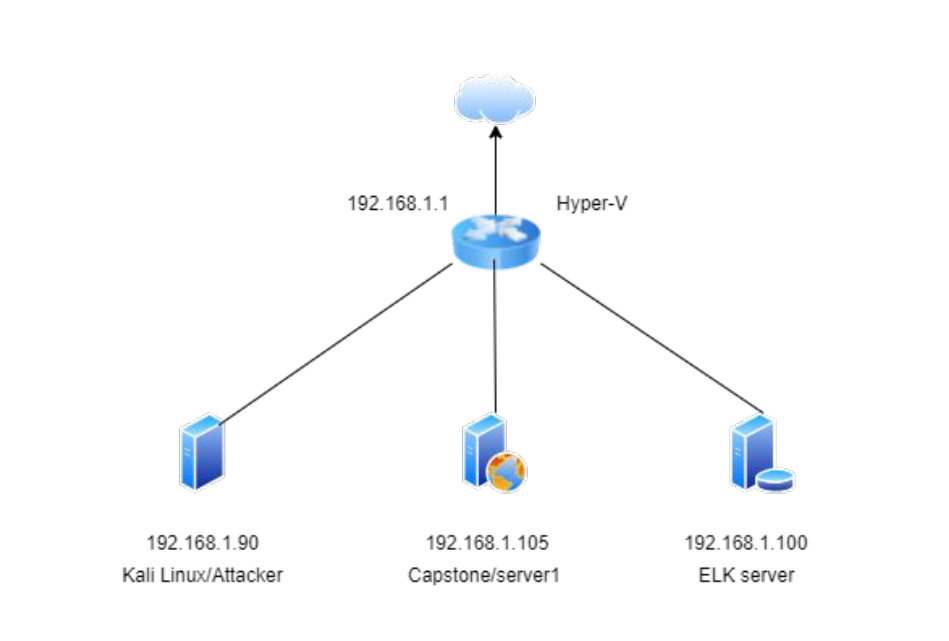 192.168.1.1
Hyper-V
192.168.1.90
Kali Linux/Attacker
192.168.1.105
Capstone/server1
192.168.1.100
ELK server